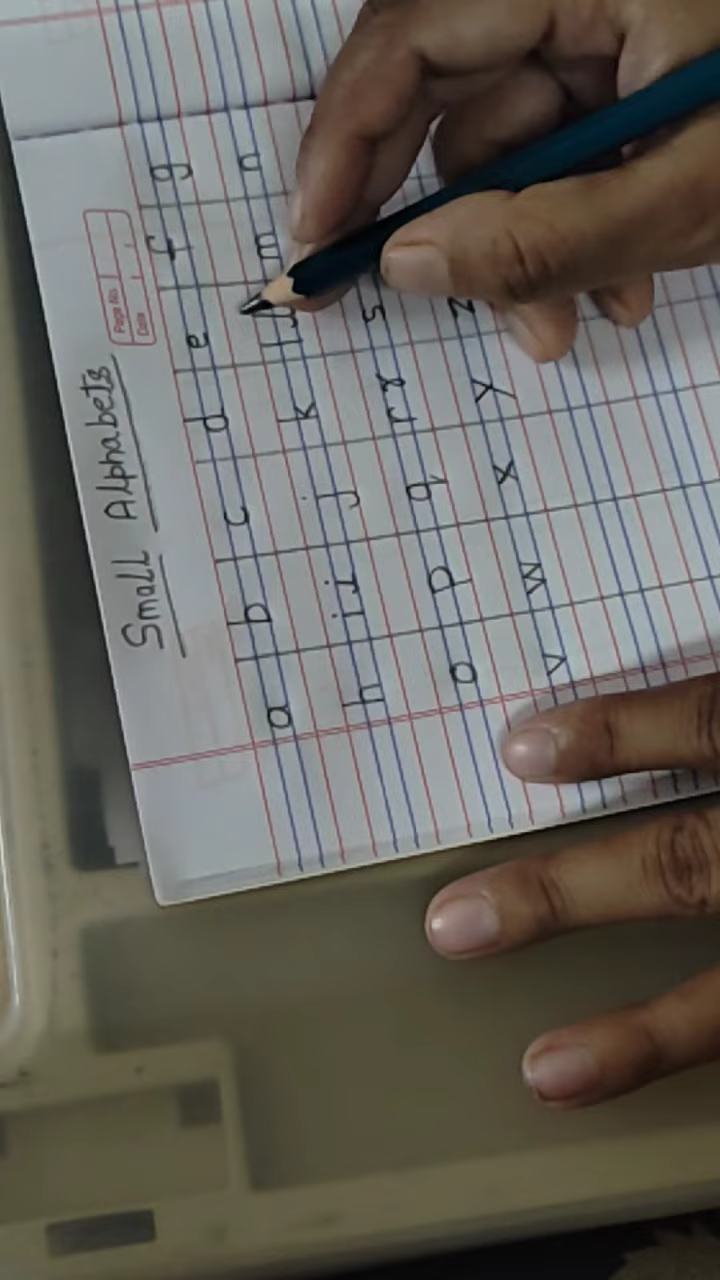 Small Alphabets
Page No.
Date
a b c d e f g
h i i j k l l m n
o p q r r s
v w x y z